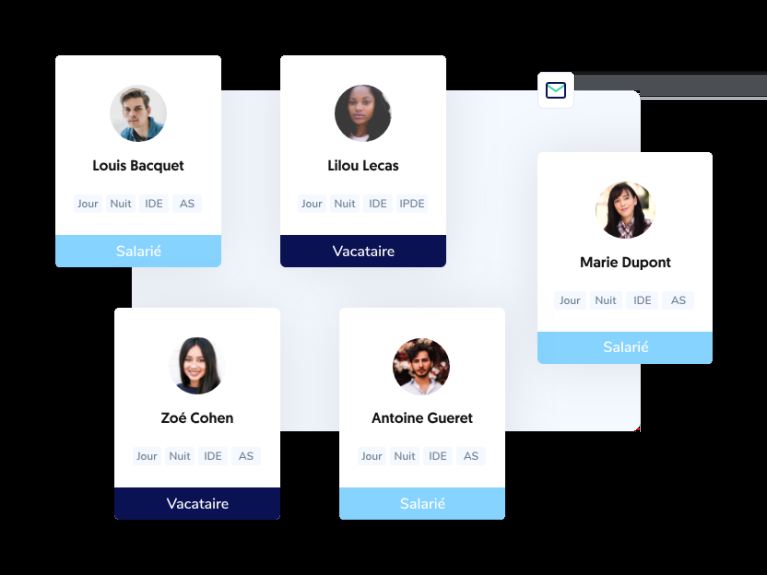 Louis Bacquet
Jour Nuit IDE AS
Salarié
Lilou Lecas
Jour Nuit IDE IPDE
Vacataire
Marie Dupont
Jour Nuit IDE AS
Salarié
Zoé Cohen
Jour Nuit IDE AS
Vacataire
Antoine Gueret
Jour Nuit IDE AS
Salarié